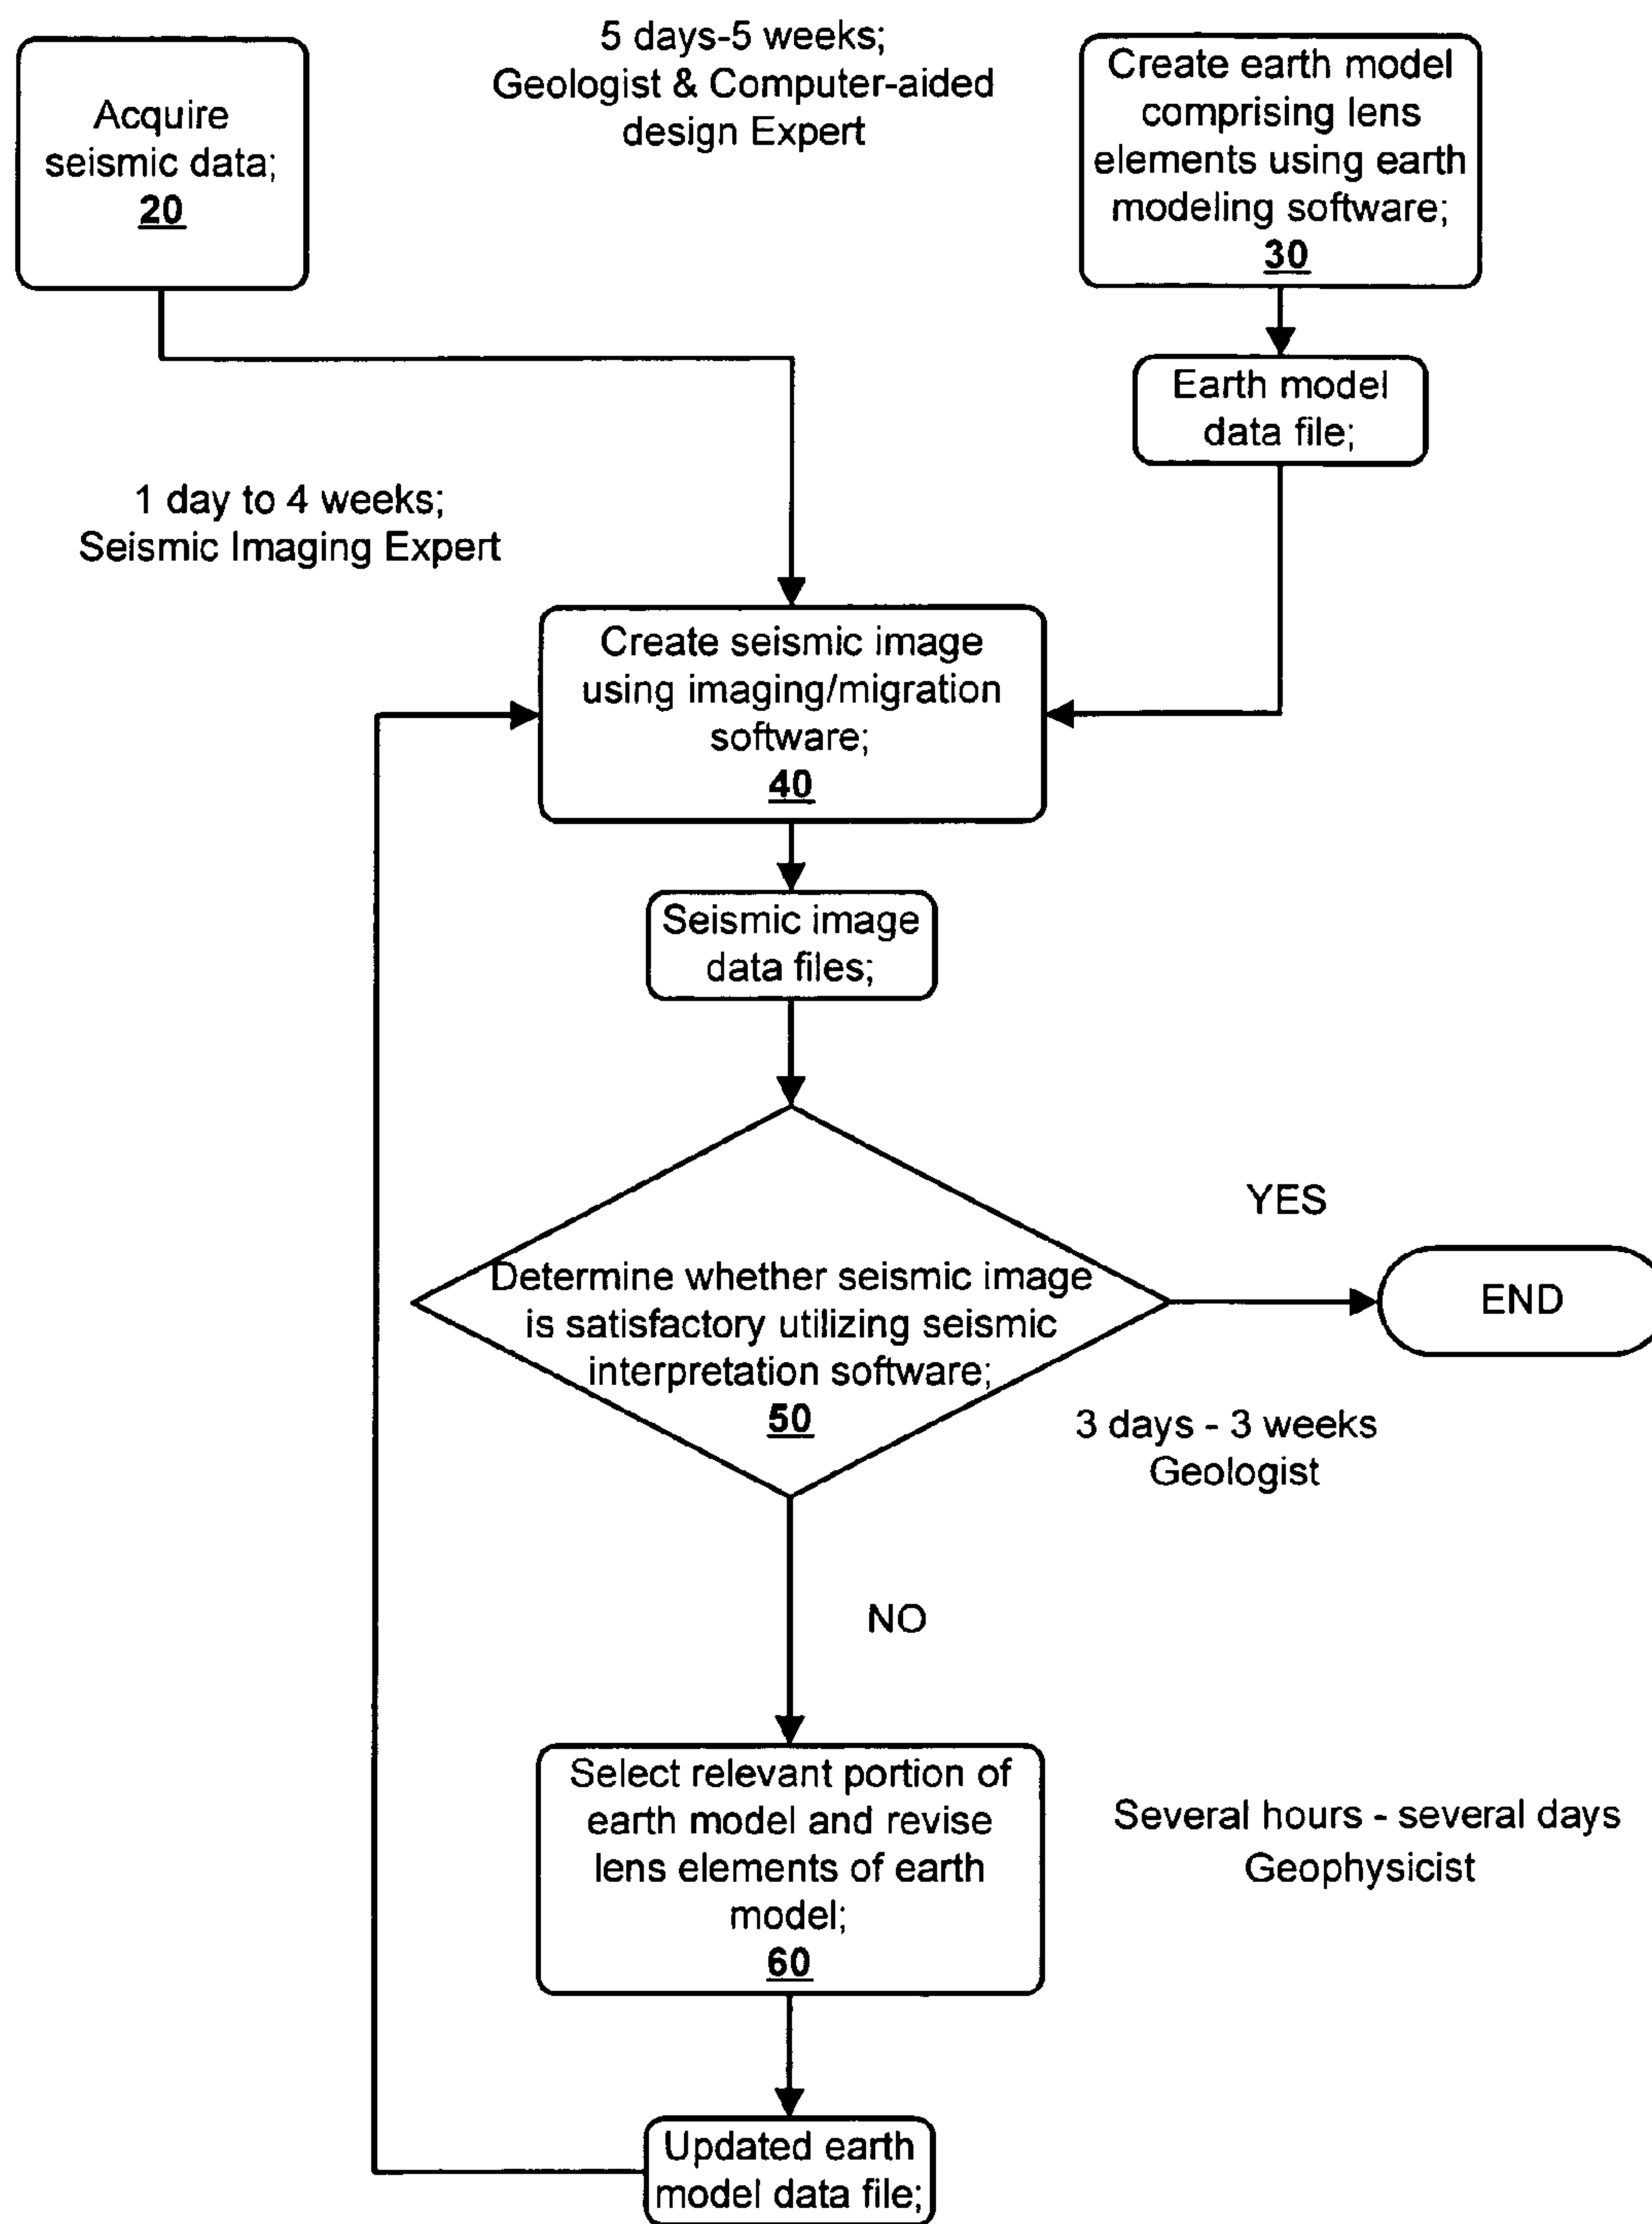 Acquire
seismic data;
20
5 days-5 weeks;
Geologist & Computer-aided
design Expert
Create earth model
comprising lens
elements using earth
modeling software;
30
Earth model
data file;
1 day to 4 weeks;
Seismic Imaging Expert
Create seismic image
using imaging/migration
software;
40
Seismic image
data files;
Determine whether seismic image
is satisfactory utilizing seismic
interpretation software;
50
YES
END
3 days - 3 weeks
Geologist
NO
Select relevant portion of
earth model and revise
lens elements of earth
model;
60
Several hours - several days
Geophysicist
Updated earth
model data file;